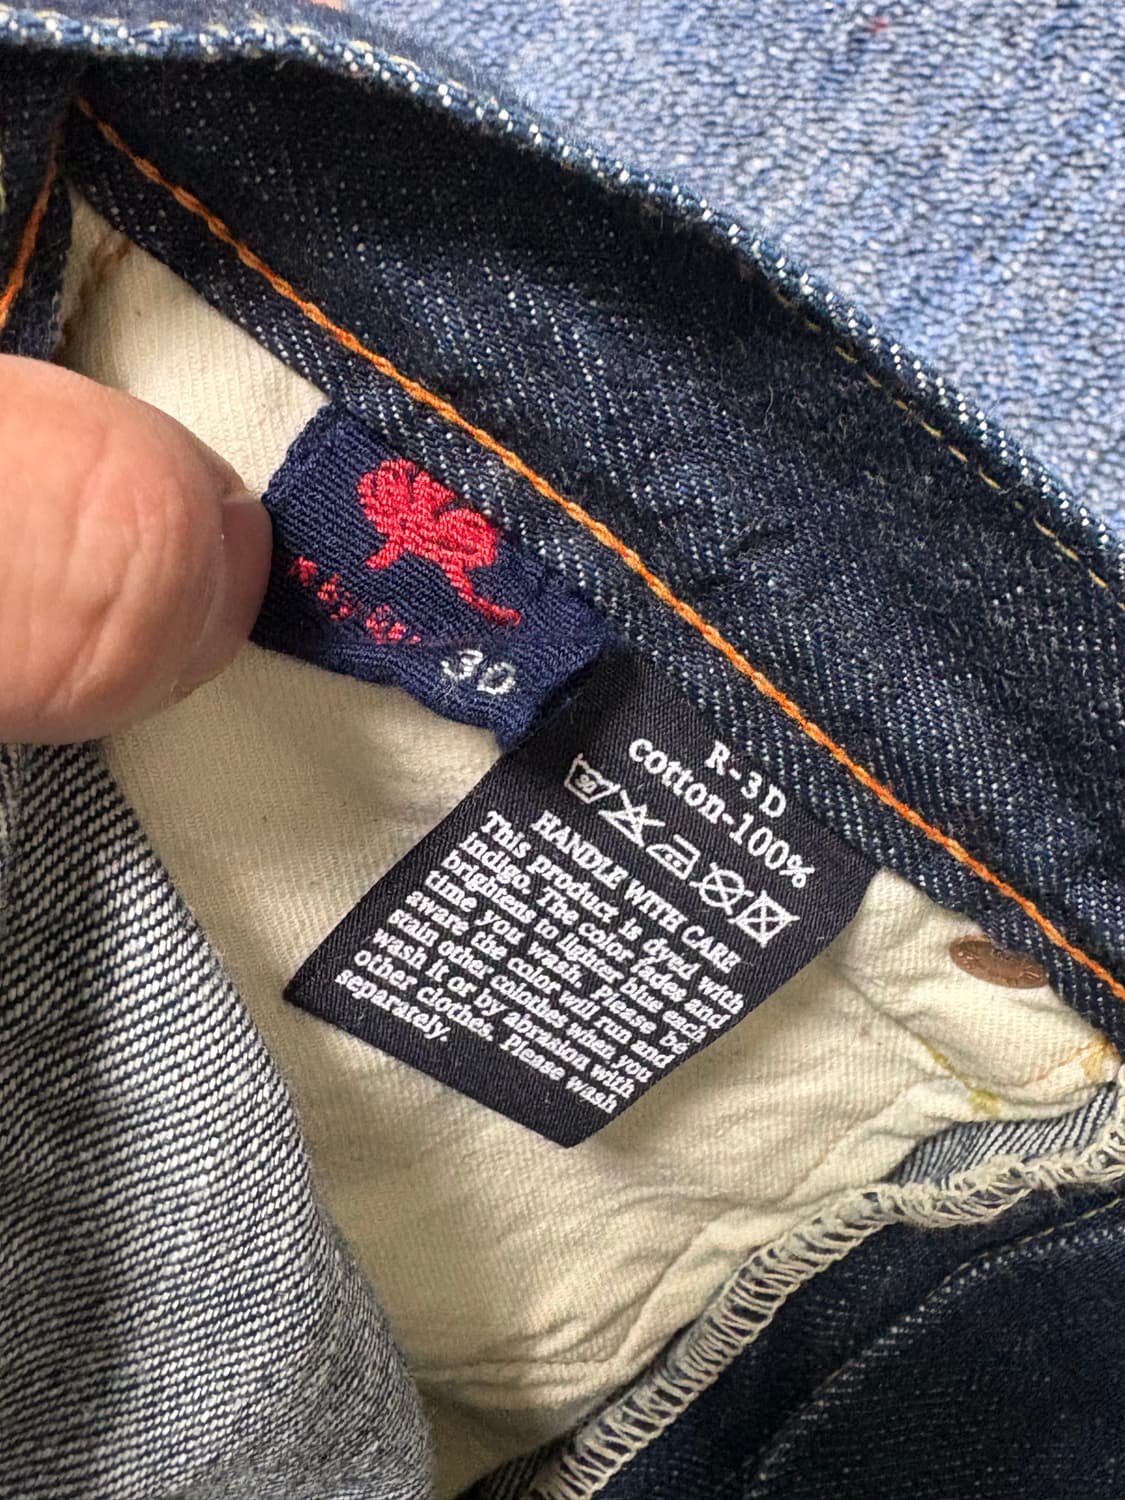 30
R-3D
cotton-100%
30
HANDLE WITH CARE
This product is dyed with
indigo. The color fades and
brightens to lighter blue each
time you wash. Please be
aware the color will run and
stain other clothes when you
wash it or by abrasion with
other clothes. Please wash
separately.